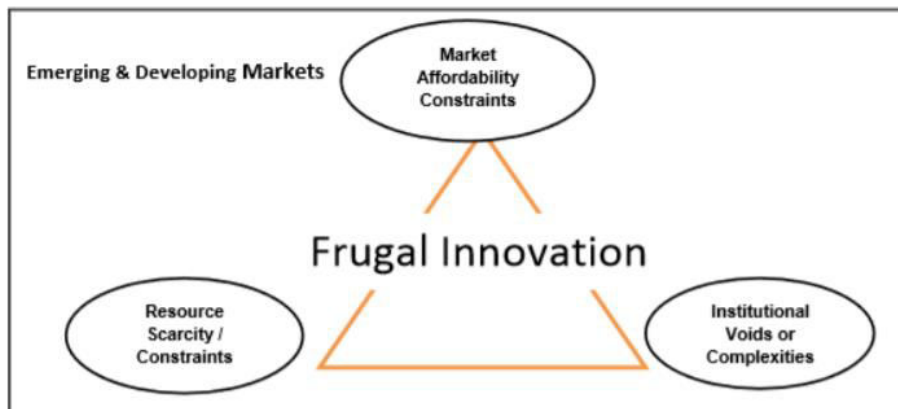 Emerging & Developing Markets
Market
Affordability
Constraints
Frugal Innovation
Resource
Scarcity /
Constraints
Institutional
Voids or
Complexities